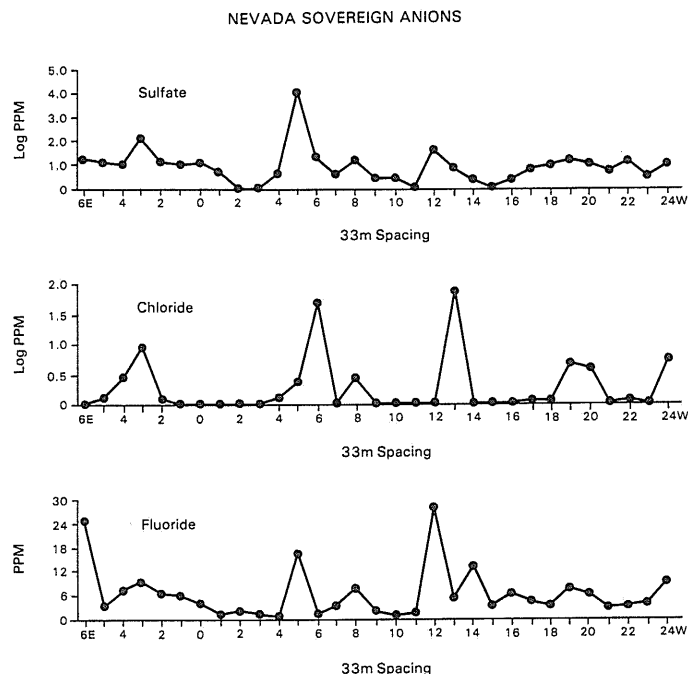 NEVADA SOVEREIGN ANIONS
Sulfate
Log PPM
5.0
4.0
3.0
2.0
1.0
0
6E 4 2 0 2 4 6 8 10 12 14 16 18 20 22 24W
33m Spacing
Chloride
Log PPM
2.0
1.5
1.0
0.5
0
6E 4 2 0 2 4 6 8 10 12 14 16 18 20 22 24W
33m Spacing
Fluoride
PPM
30
24
18
12
6
0
6E 4 2 0 2 4 6 8 10 12 14 16 18 20 22 24W
33m Spacing